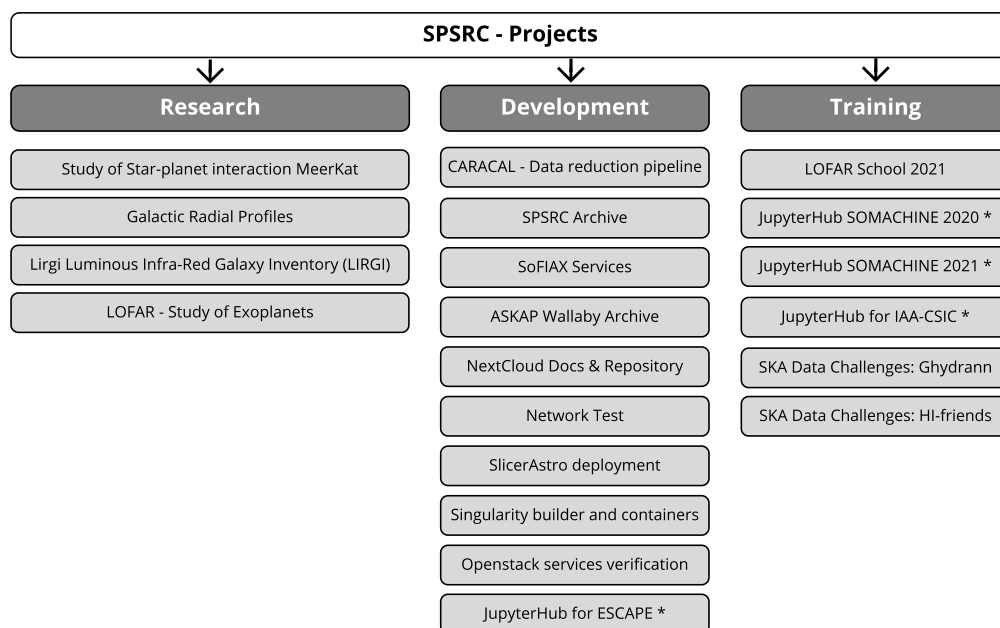 SPSRC - Projects
Research
Study of Star-planet interaction MeerKat
Galactic Radial Profiles
Lirgi Luminous Infra-Red Galaxy Inventory (LIRGI)
LOFAR - Study of Exoplanets
Development
CARACAL - Data reduction pipeline
SPSRC Archive
SoFIAX Services
ASKAP Wallaby Archive
NextCloud Docs & Repository
Network Test
SlicerAstro deployment
Singularity builder and containers
Openstack services verification
JupyterHub for ESCAPE *
Training
LOFAR School 2021
JupyterHub SOMACHINE 2020 *
JupyterHub SOMACHINE 2021 *
JupyterHub for IAA-CSIC *
SKA Data Challenges: Ghydrann
SKA Data Challenges: HI-friends